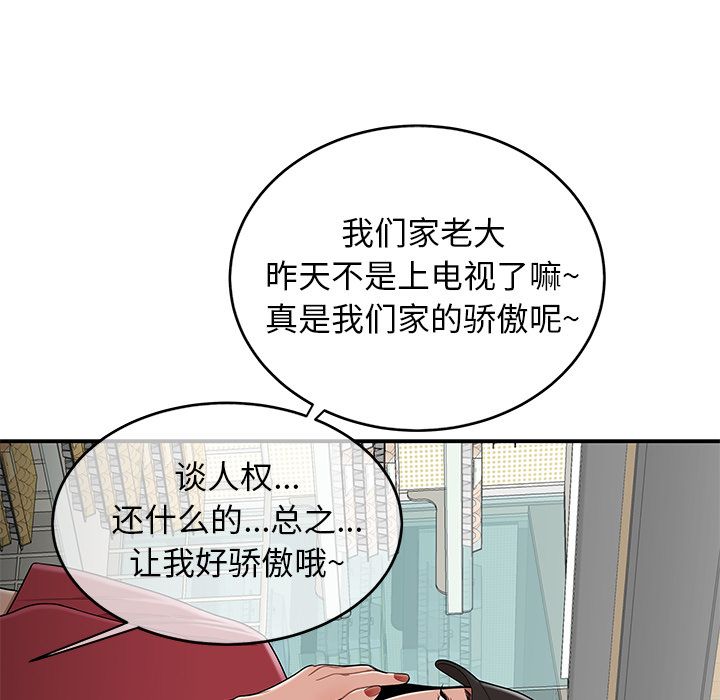 我们家老大
昨天不是上电视了嘛~
真是我们家的骄傲呢~
谈人权...
还什么的...总之...
让我好骄傲哦~